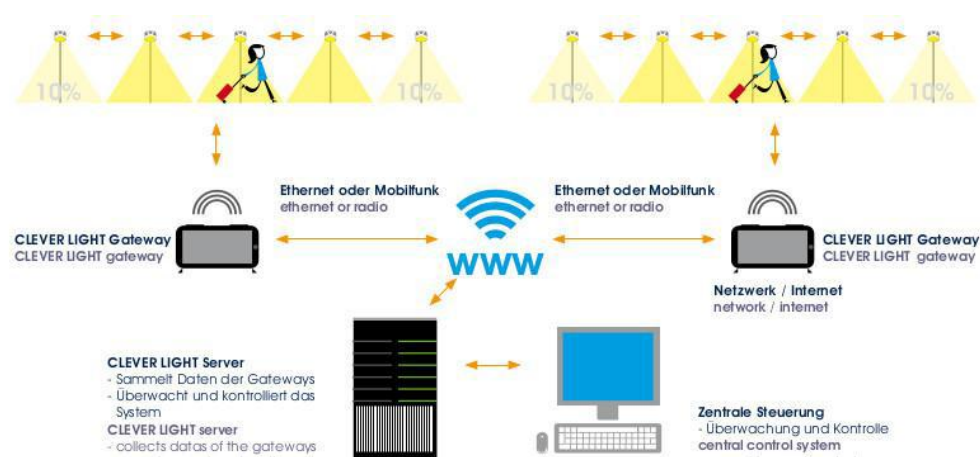 10%
10%
10%
10%
Ethernet oder Mobilfunk
ethernet or radio
Ethernet oder Mobilfunk
ethernet or radio
CLEVER LIGHT Gateway
CLEVER LIGHT gateway
www
CLEVER LIGHT Gateway
CLEVER LIGHT gateway
Netzwerk / Internet
network / internet
CLEVER LIGHT Server
- Sammelt Daten der Gateways
- Überwacht und kontrolliert das
System
CLEVER LIGHT server
- collects datas of the gateways
Zentrale Steuerung
- Überwachung und Kontrolle
central control system